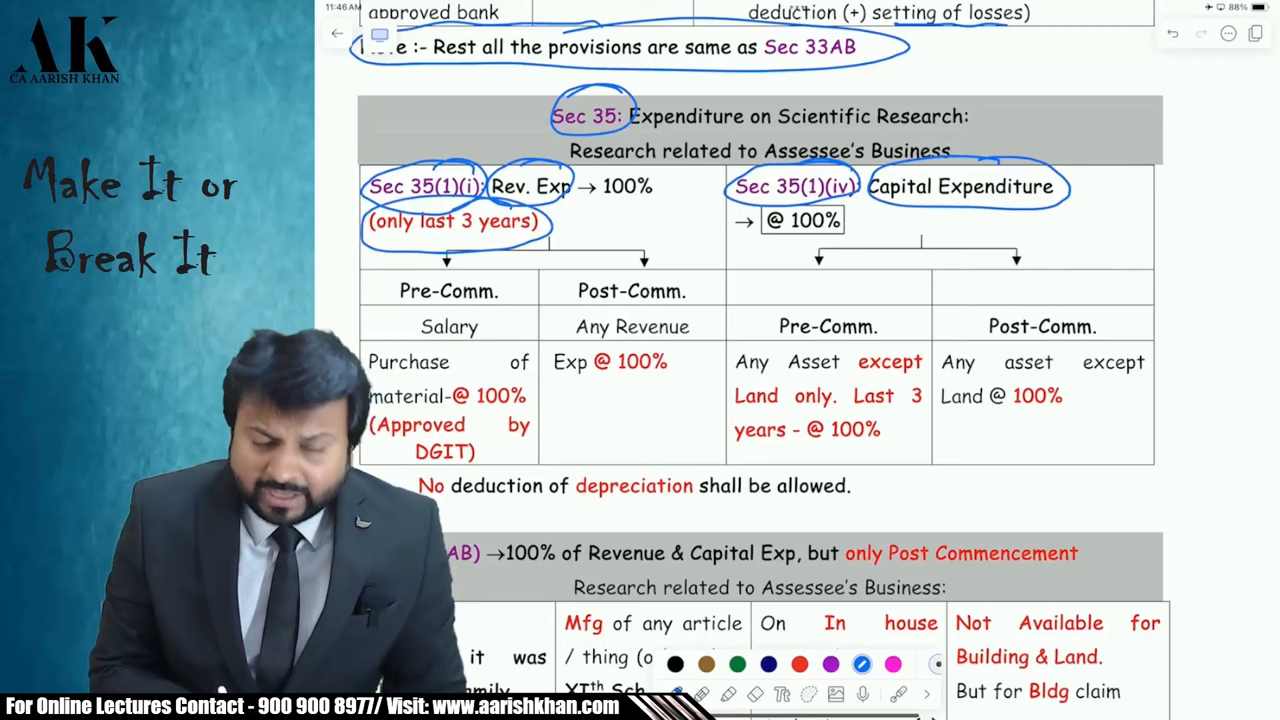 11:46AM
88%
approved bank
deduction (+) setting of losses)
:- Rest all the provisions are same as Sec 33AB
AK
CA AARISH KHAN
Make It or
Break It
Sec 35: Expenditure on Scientific Research:
Research related to Assessee's Business
Sec 35(1)(i): Rev. Exp → 100%
(only last 3 years)
Sec 35(1)(iv): Capital Expenditure
→ @ 100%
Pre-Comm.
Post-Comm.
Salary
Any Revenue
Pre-Comm.
Post-Comm.
Purchase of
material-@ 100%
(Approved by
DGIT)
Exp @ 100%
Any Asset except
Land only. Last 3
years - @ 100%
Any asset except
Land @ 100%
No deduction of depreciation shall be allowed.
AB) →100% of Revenue & Capital Exp, but only Post Commencement
Research related to Assessee's Business:
it was
Mfg of any article
/ thing
XIth Sch
On In house
Not Available for
Building & Land.
But for Bldg claim
Tt
For Online Lectures Contact - 900 900 8977/ Visit: www.aarishkhan.com